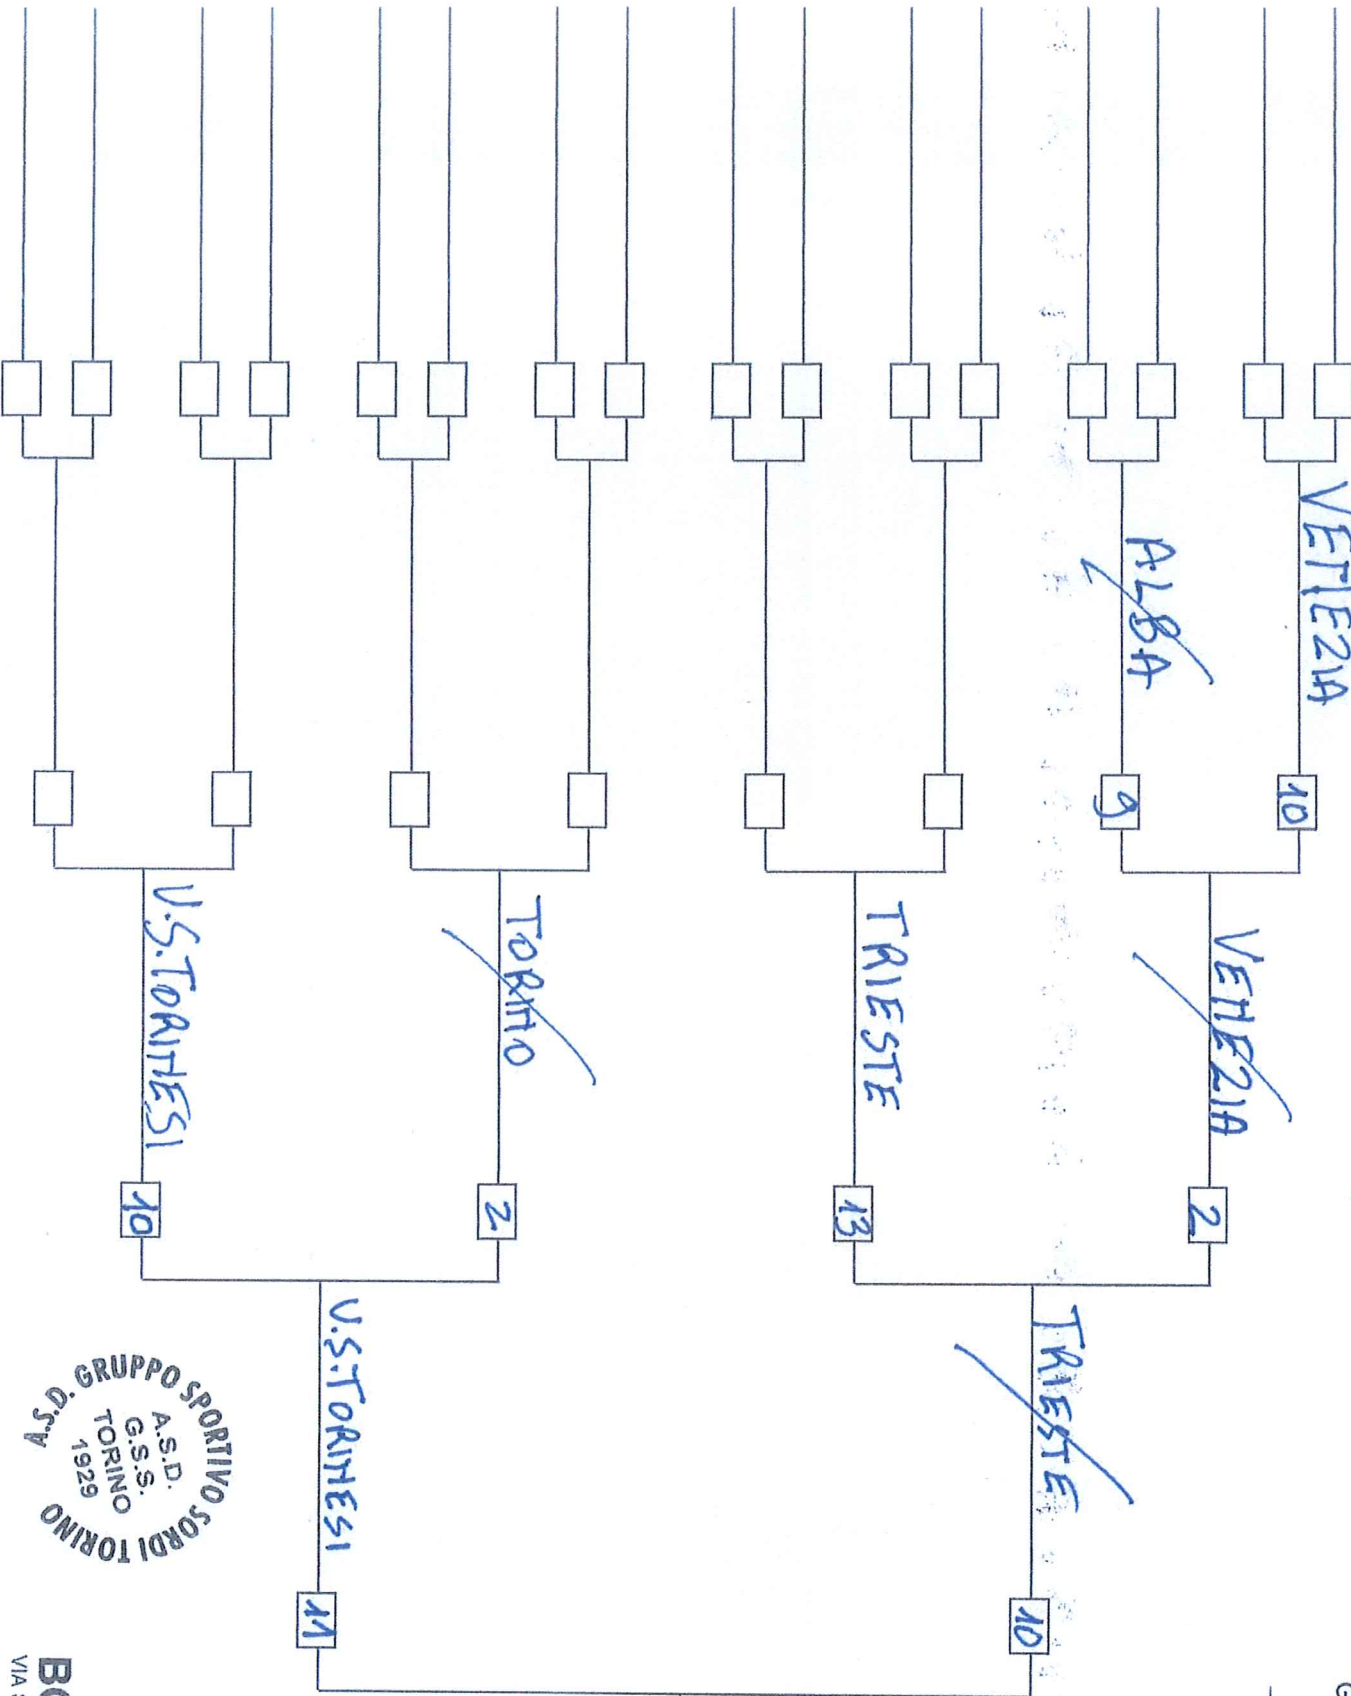 VENEZIA
10
ALBA
9
VENEZIA
2
TRIESTE
13
TORINO
2
V.S.TORINESI
10
TRIESTE
10
V.S.TORINESI
11
A.S.D. GRUPPO SPORTIVO SORDI TORINO
A.S.D.
G.S.S.
TORINO
1929
VIA